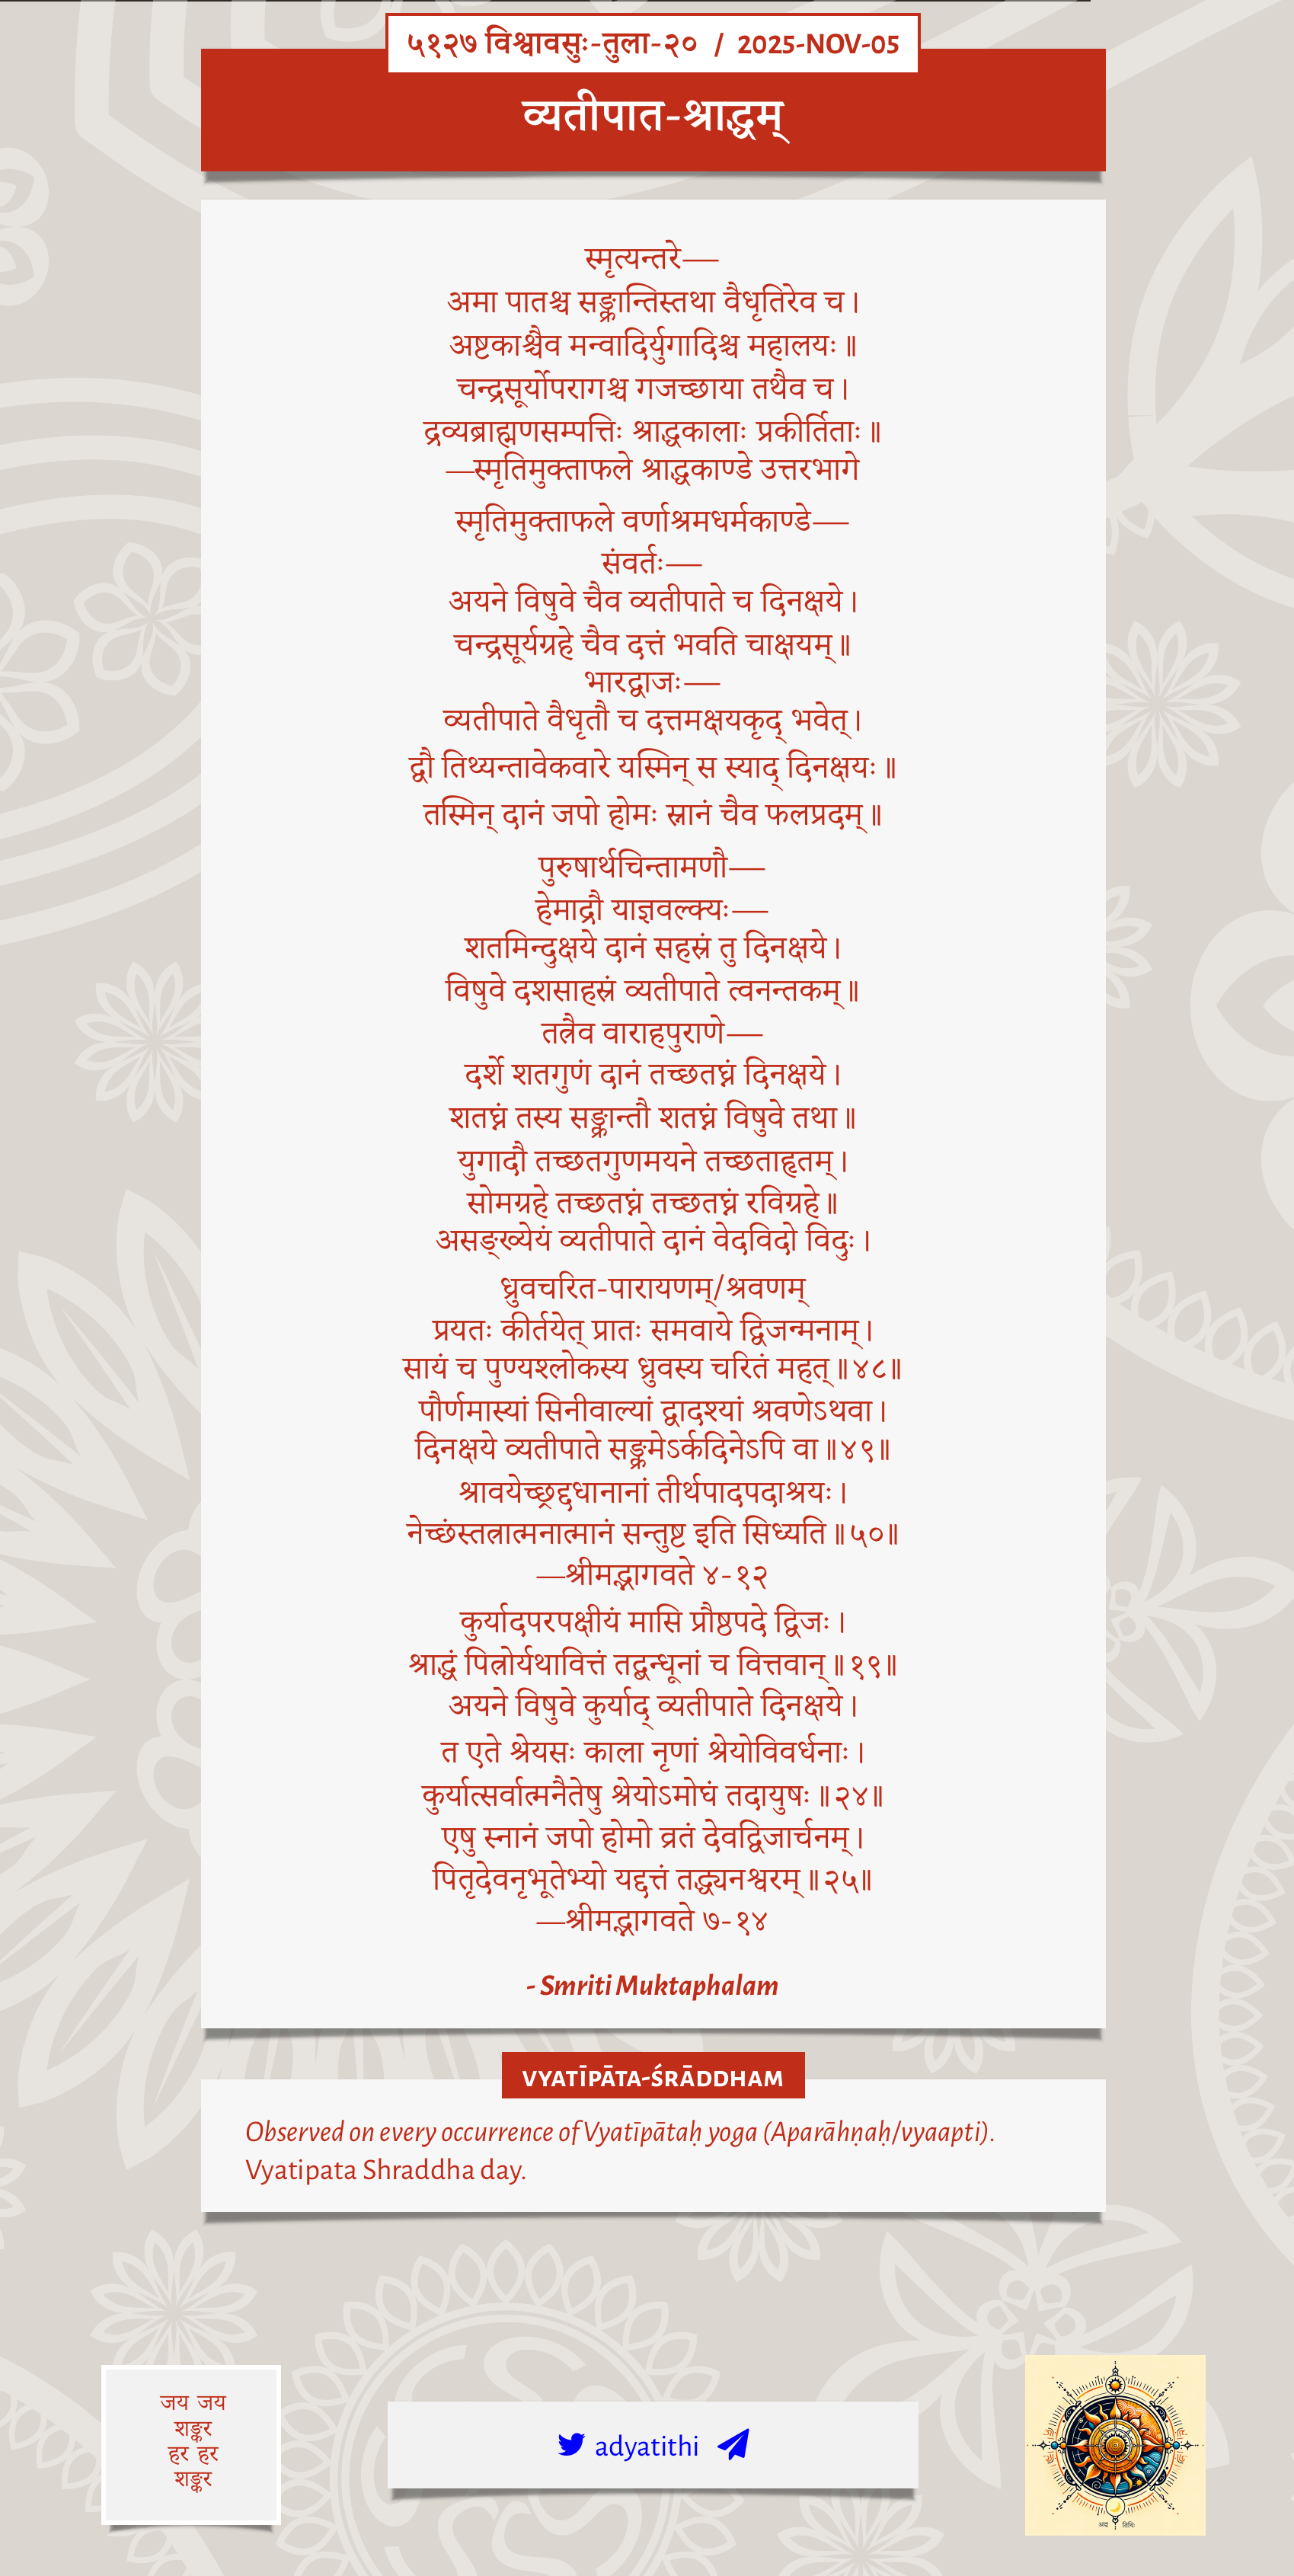 ५१२७ विश्वावसुः-तुला-२० / 2025-NOV-05
व्यतीपात-श्राद्धम्
स्मृत्यन्तरे—
अमा पातश्च सङ्क्रान्तिस्तथा वैधृतिरेव च।
अष्टकाश्चैव मन्वादिर्युगादिश्च महालयः॥
चन्द्रसूर्योपरागश्च गजच्छाया तथैव च।
द्रव्यब्राह्मणसम्पत्तिः श्राद्धकालाः प्रकीर्तिताः॥
—स्मृतिमुक्ताफले श्राद्धकाण्डे उत्तरभागे
स्मृतिमुक्ताफले वर्णाश्रमधर्मकाण्डे—
संवर्तः—
अयने विषुवे चैव व्यतीपाते च दिनक्षये।
चन्द्रसूर्यग्रहे चैव दत्तं भवति चाक्षयम्॥
भारद्वाजः—
व्यतीपाते वैधृतौ च दत्तमक्षयकृद् भवेत्।
द्वौ तिथ्यन्तावेकवारे यस्मिन् स स्याद् दिनक्षयः॥
तस्मिन् दानं जपो होमः स्नानं चैव फलप्रदम्॥
पुरुषार्थचिन्तामणौ—
हेमाद्रौ याज्ञवल्क्यः—
शतमिन्दुक्षये दानं सहस्रं तु दिनक्षये।
विषुवे दशसाहस्रं व्यतीपाते त्वनन्तकम्॥
तत्रैव वाराहपुराणे—
दर्शे शतगुणं दानं तच्छतघ्नं दिनक्षये।
शतघ्नं तस्य सङ्क्रान्तौ शतघ्नं विषुवे तथा॥
युगादौ तच्छतगुणमयने तच्छताहृतम्।
सोमग्रहे तच्छतघ्नं तच्छतघ्नं रविग्रहे॥
असङ्ख्येयं व्यतीपाते दानं वेदविदो विदुः।
ध्रुवचरित-पारायणम्/श्रवणम्
प्रयतः कीर्तयेत् प्रातः समवाये द्विजन्मनाम्।
सायं च पुण्यश्लोकस्य ध्रुवस्य चरितं महत्॥४८॥
पौर्णमास्यां सिनीवाल्यां द्वादश्यां श्रवणेऽथवा।
दिनक्षये व्यतीपाते सङ्क्रमेऽर्कदिनेऽपि वा॥४९॥
श्रावयेच्छ्रद्दधानानां तीर्थपादपदाश्रयः।
नेच्छंस्तत्रात्मनात्मानं सन्तुष्ट इति सिध्यति॥५०॥
—श्रीमद्भागवते ४-१२
कुर्यादपरपक्षीयं मासि प्रौष्ठपदे द्विजः।
श्राद्धं पित्रोर्यथावित्तं तद्बन्धूनां च वित्तवान्॥१९॥
अयने विषुवे कुर्याद् व्यतीपाते दिनक्षये।
त एते श्रेयसः काला नृणां श्रेयोविवर्धनाः।
कुर्यात्सर्वात्मनैतेषु श्रेयोऽमोघं तदायुषः॥२४॥
एषु स्नानं जपो होमो व्रतं देवद्विजार्चनम्।
पितृदेवनृभूतेभ्यो यद्दत्तं तद्ध्यनश्वरम्॥२५॥
—श्रीमद्भागवते ७-१४
- Smriti Muktaphalam
VYATĪPĀTA-ŚRĀDDHAM
Observed on every occurrence of Vyatīpātaḥ yoga (Aparāhṇaḥ/vyaapti).
Vyatipata Shraddha day.
जय जय
शङ्कर
हर हर
शङ्कर
adyatithi